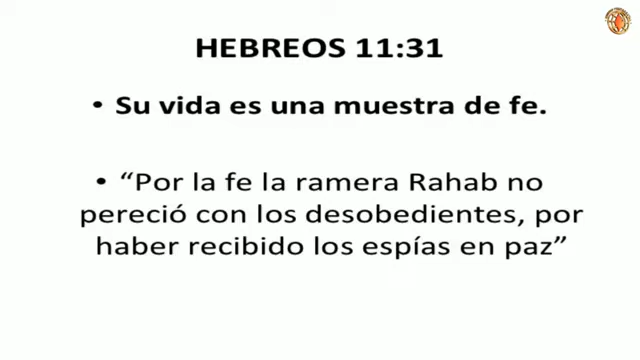 HEBREOS 11:31
• Su vida es una muestra de fe.
• “Por la fe la ramera Rahab no
pereció con los desobedientes, por
haber recibido los espías en paz”